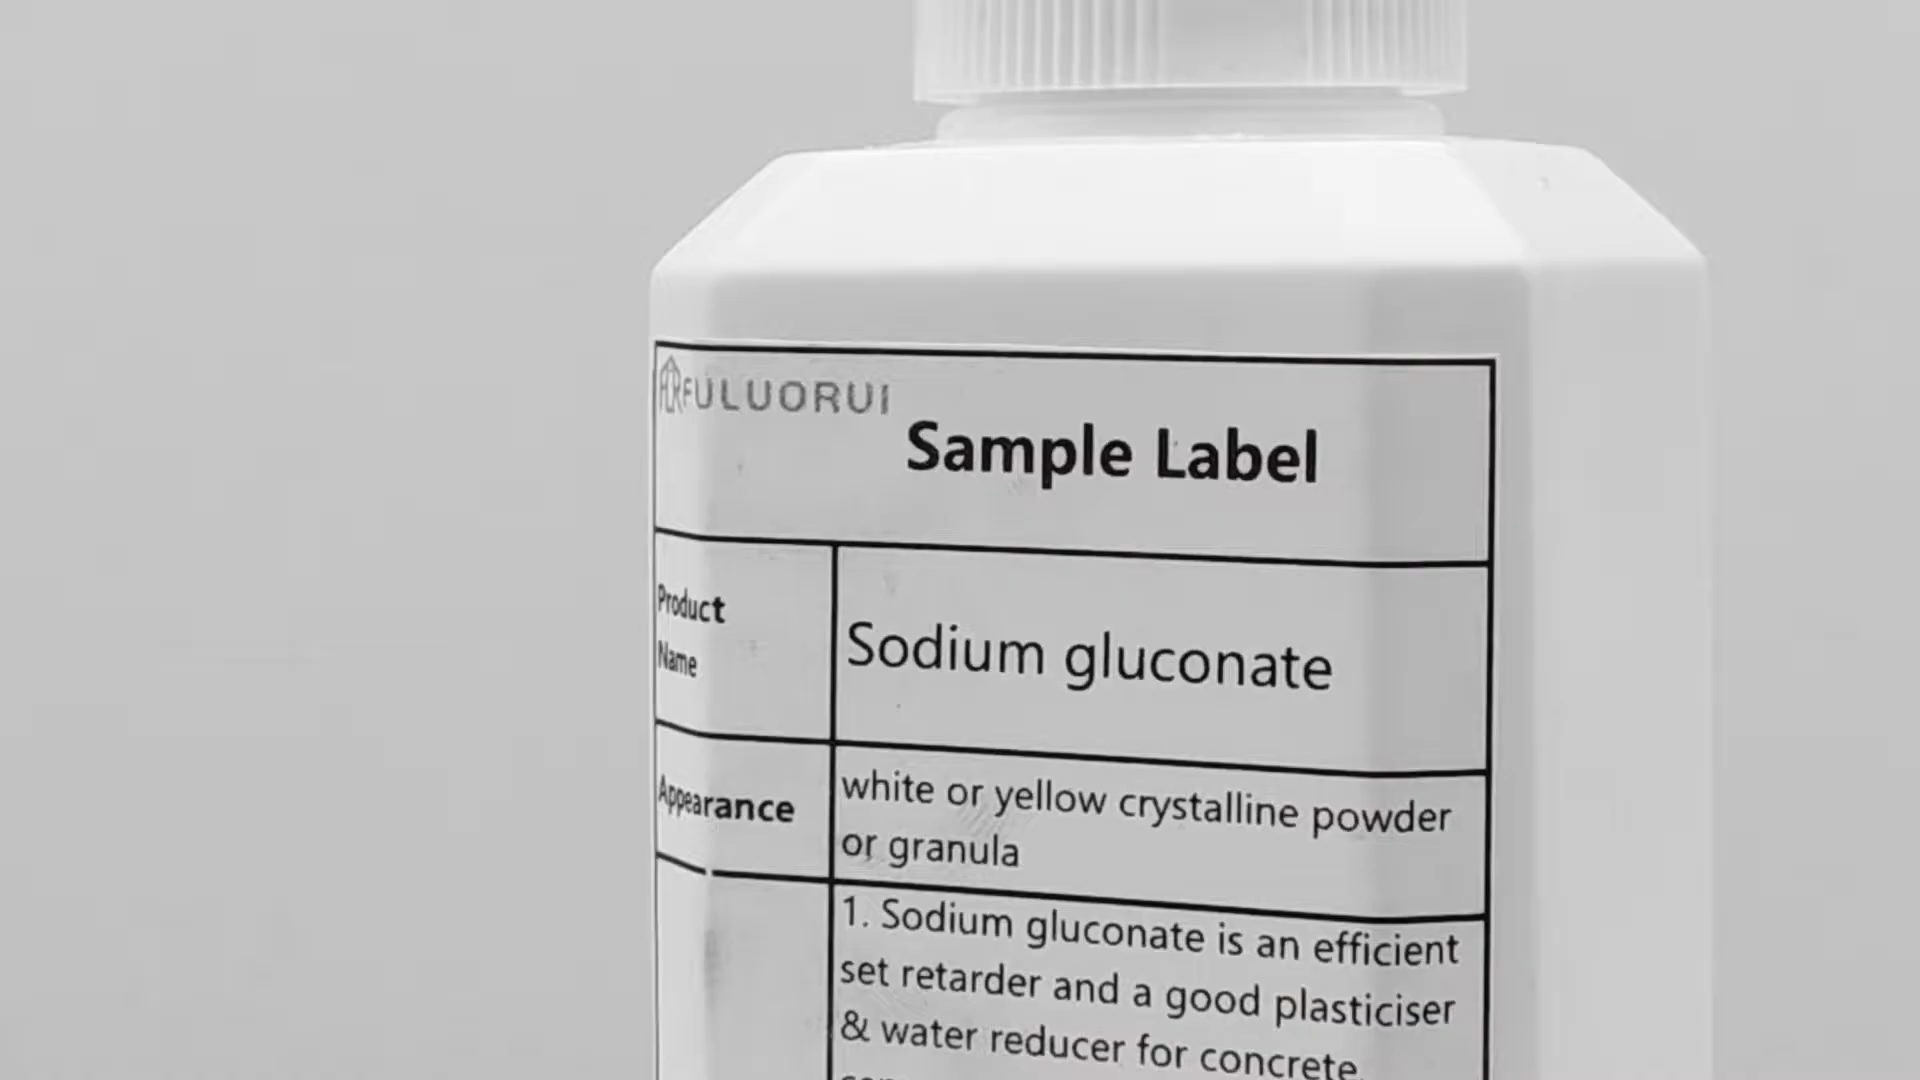 FULUORUI
Sample Label
Product
Name
Sodium gluconate
Appearance
white or yellow crystalline powder
or granula
1. Sodium gluconate is an efficient
set retarder and a good plasticiser
& water reducer for concrete,